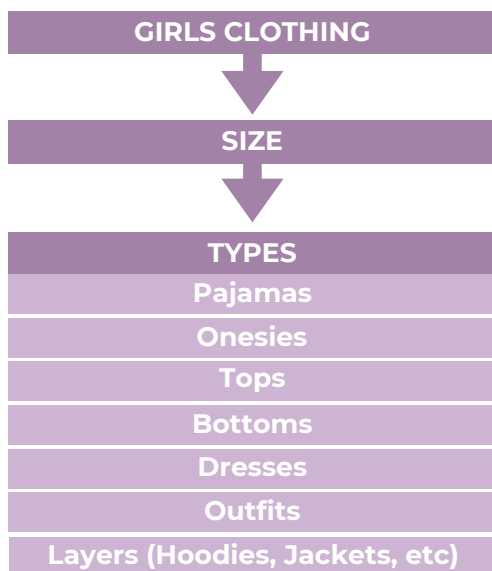 GIRLS CLOTHING
SIZE
TYPES
Pajamas
Onesies
Tops
Bottoms
Dresses
Outfits
Layers (Hoodies, Jackets, etc)